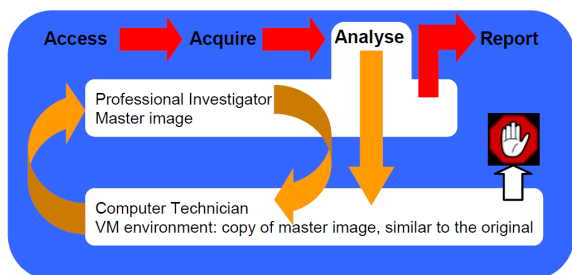 Access
Acquire
Analyse
Report
Professional Investigator
Master image
Computer Technician
VM environment: copy of master image, similar to the original